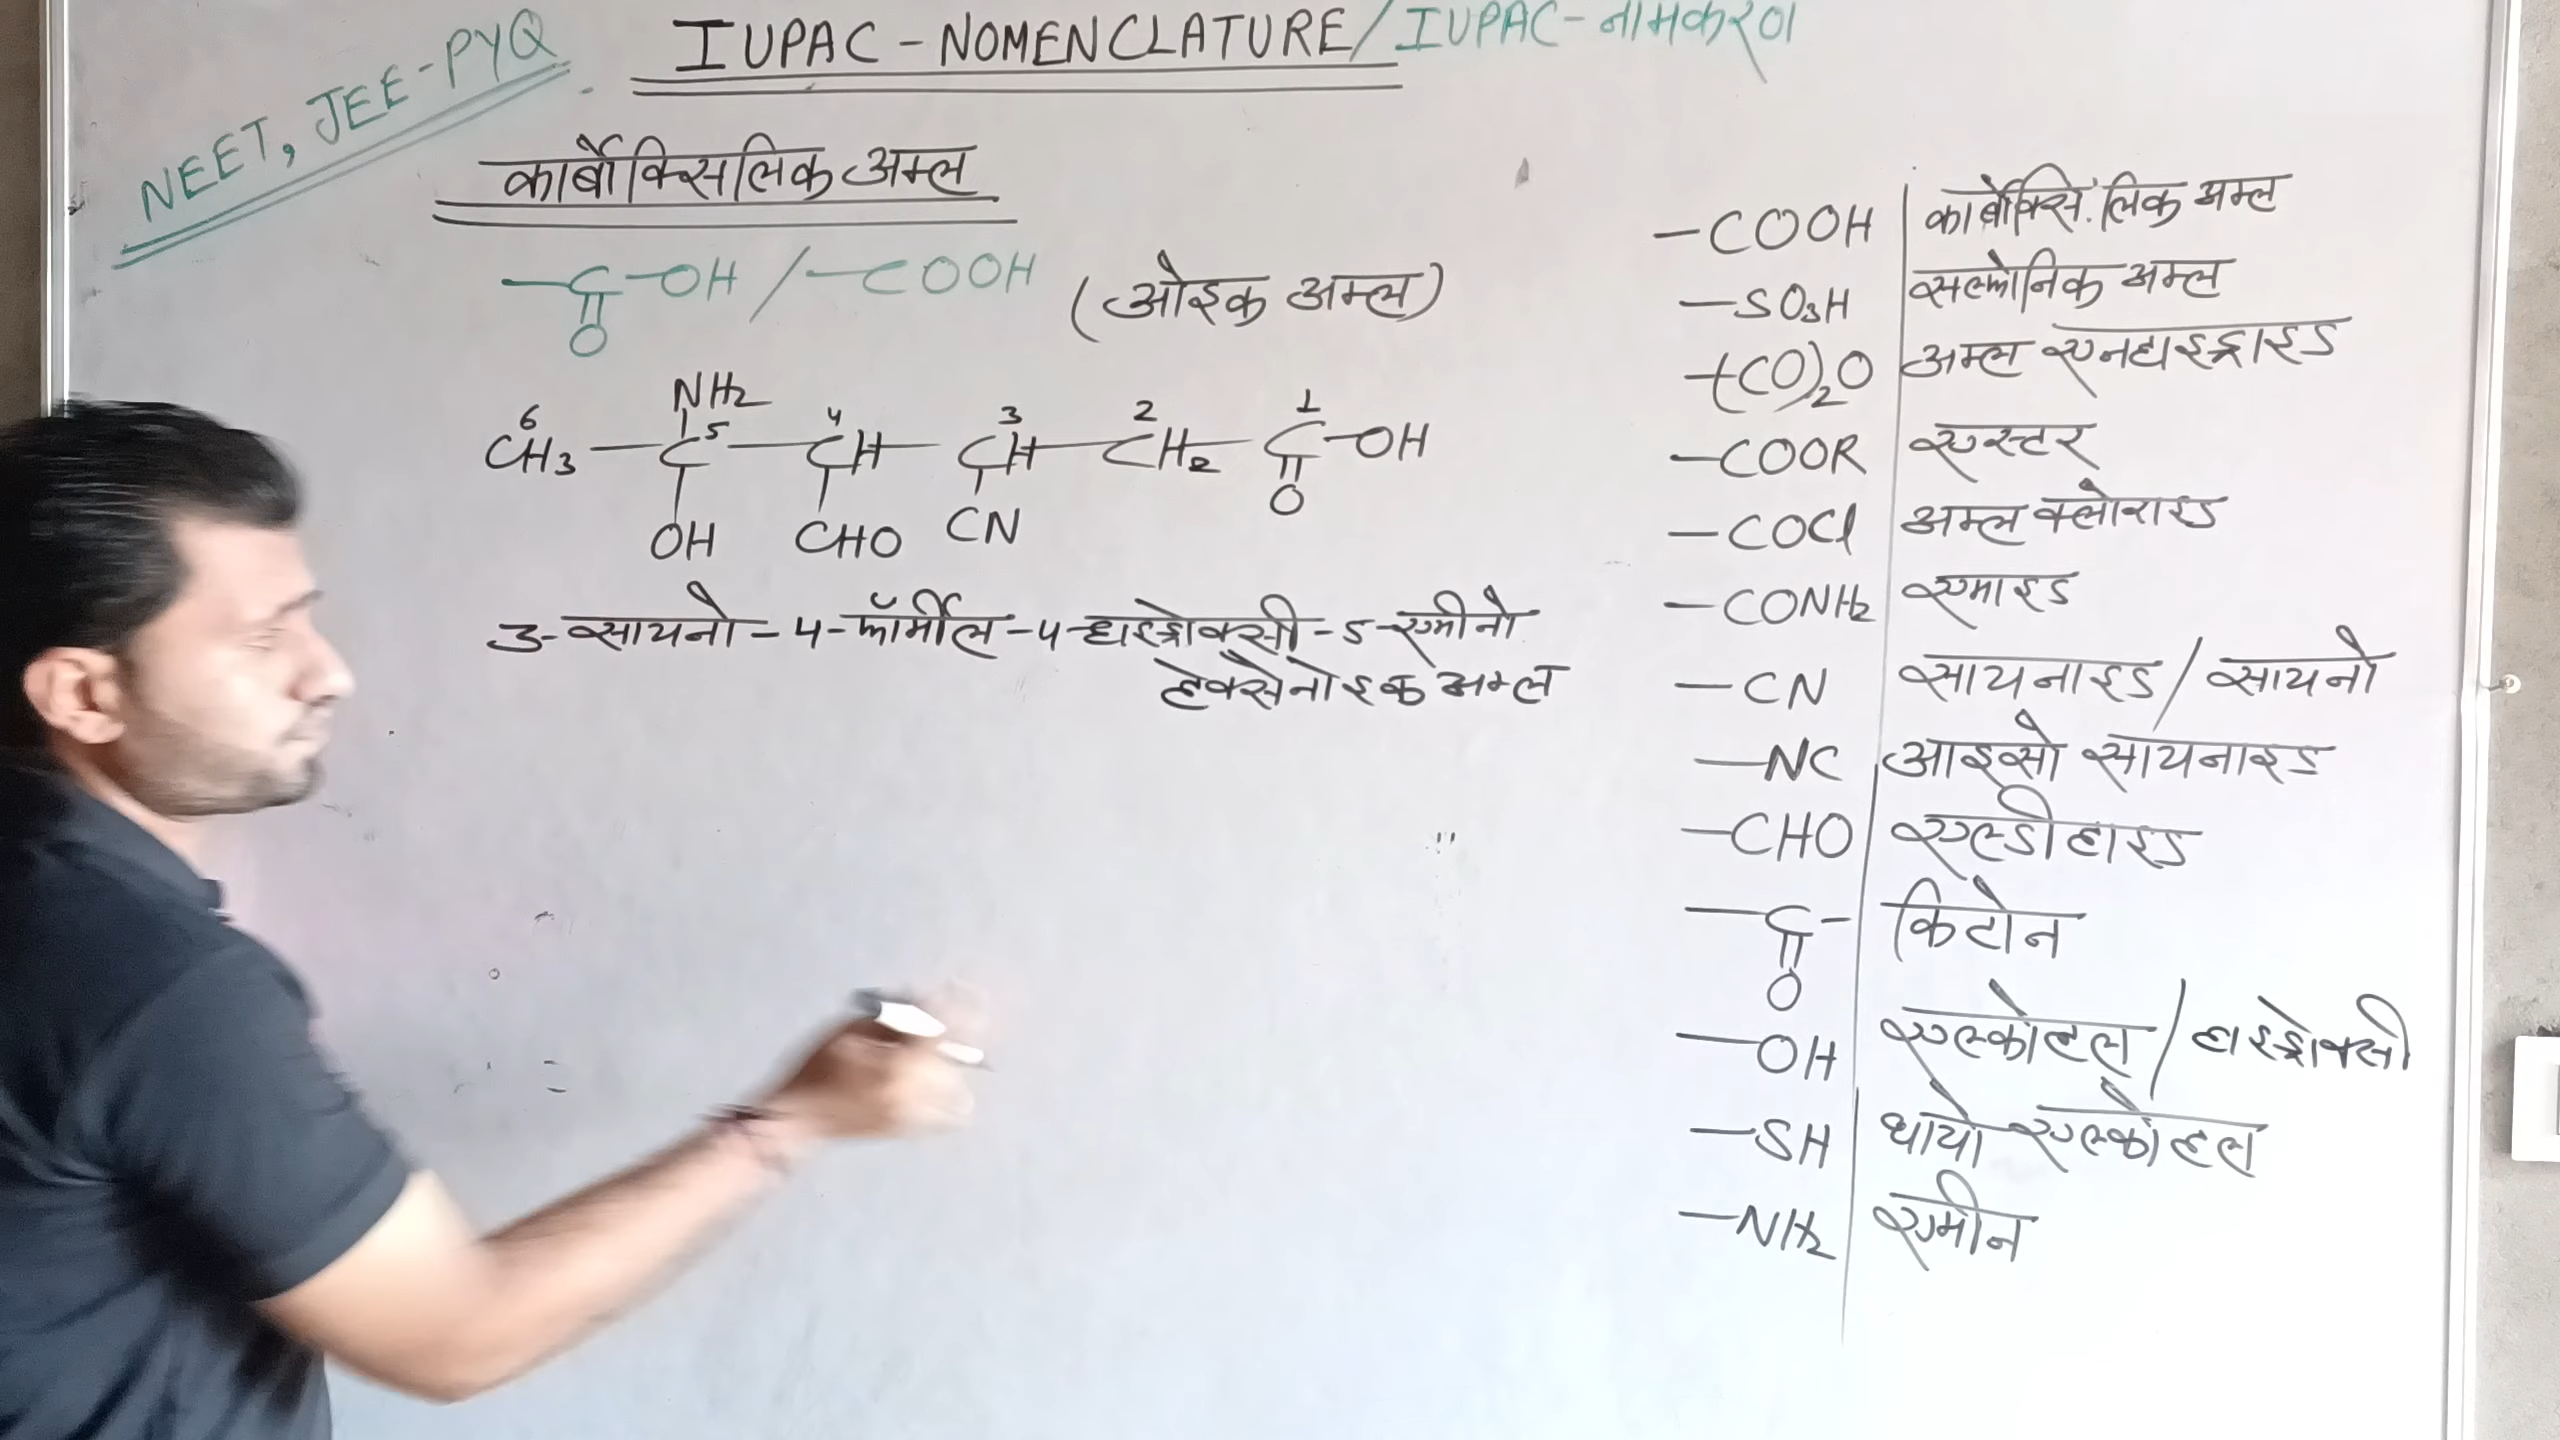 NEET, JEE-PYQ
IUPAC - NOMENCLATURE / IUPAC - नामकरण
कार्बोक्सिलिक अम्ल
—C—OH / —COOH (ओइक अम्ल)
O
NH₂
6 5 4 3 2 1
CH₃ — C — CH — CH — CH₂ — C — OH
OH CHO CN O
3-सायनो-4-फॉर्मील-5-हाइड्रोक्सी-5-एमीनो
हेक्सेनोइक अम्ल
—COOH कार्बोक्सिलिक अम्ल
—SO₃H सल्फोनिक अम्ल
—(CO)₂O अम्ल एनहाइड्राइड
—COOR एस्टर
—COCl अम्ल क्लोराइड
—CONH₂ एमाइड
—CN सायनाइड / सायनो
—NC आइसो सायनाइड
—CHO एल्डीहाइड
—C— किटोन
O
—OH एल्कोहल / हाइड्रोक्सी
—SH थायो एल्कोहल
—NH₂ एमीन